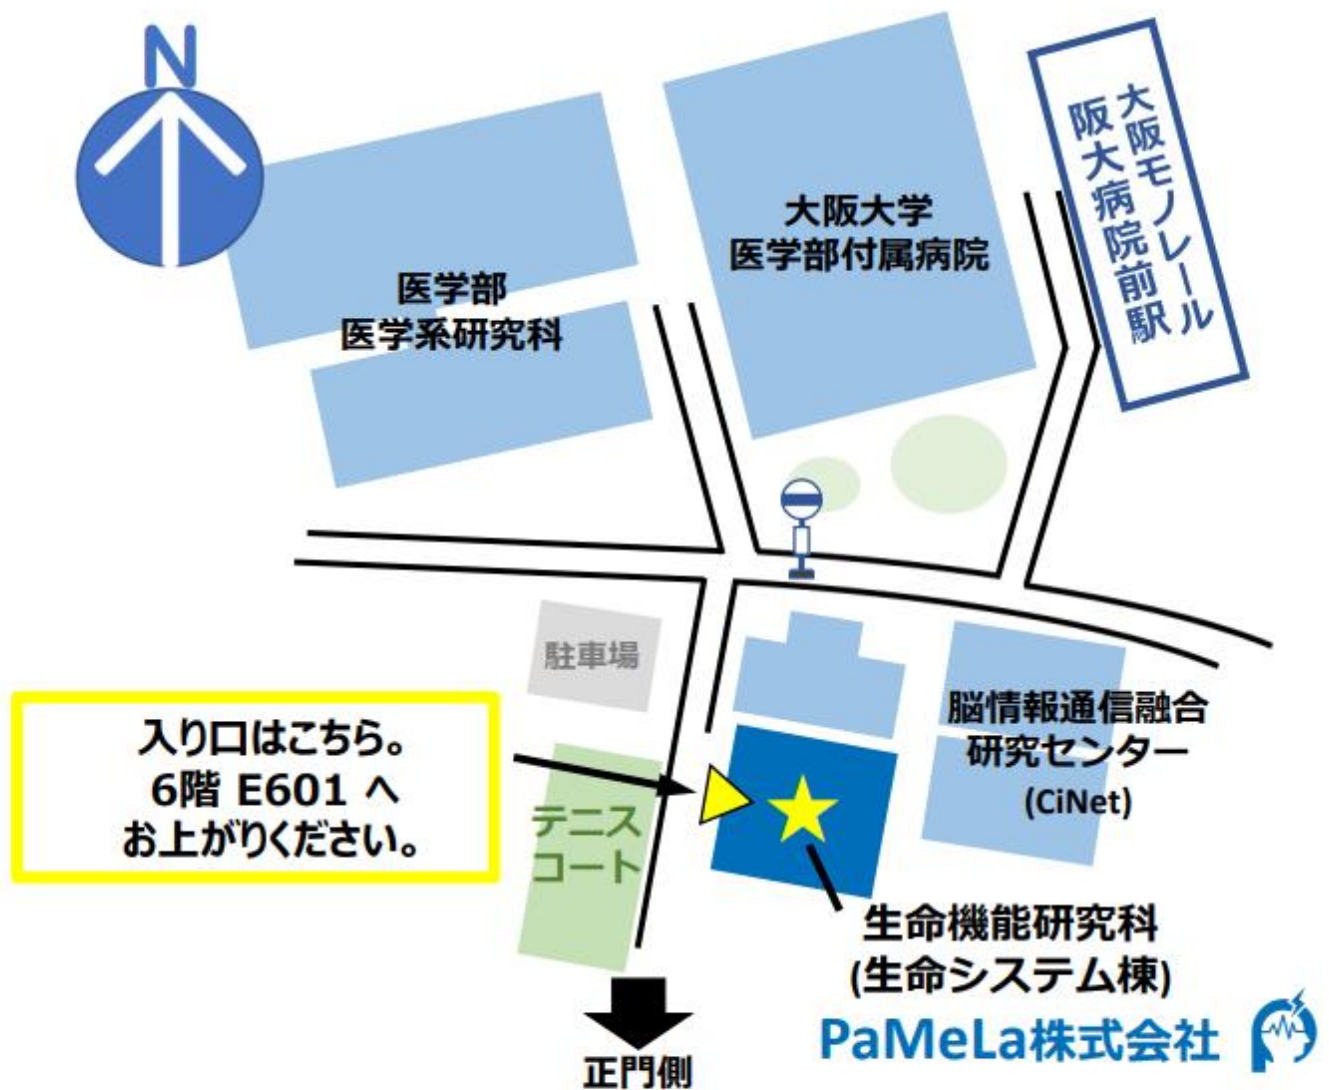 N
大阪モノレール
阪大病院前駅
大阪大学
医学部付属病院
医学部
医学系研究科
駐車場
脳情報通信融合
研究センター
(CiNet)
入り口はこちら。
6階 E601 へ
お上がりください。
テニス
コート
生命機能研究科
(生命システム棟)
PaMeLa株式会社
正門側